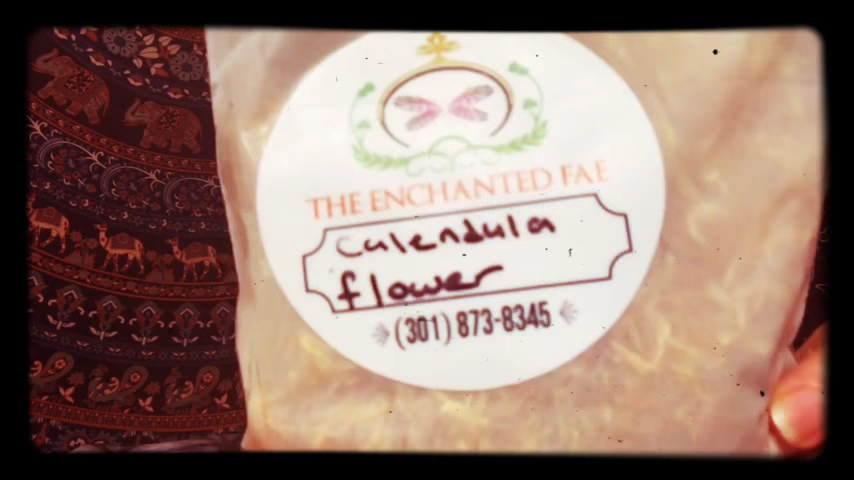 THE ENCHANTED FAE
calendula
flower
(301) 873-8345